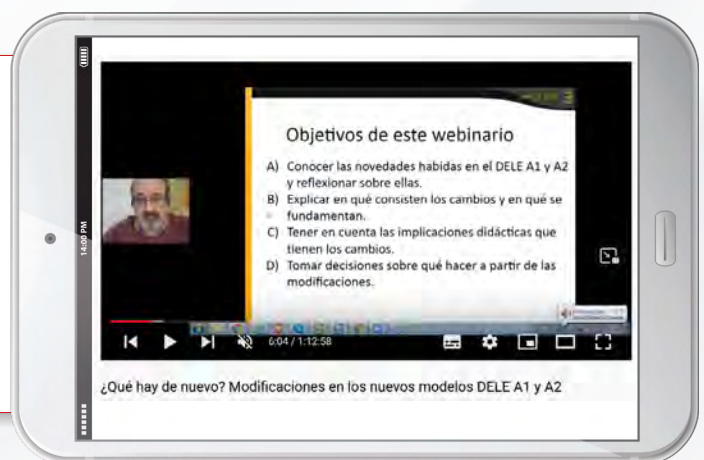 Objetivos de este webinario
A) Conocer las novedades habidas en el DELE A1 y A2
y reflexionar sobre ellas.
B) Explicar en qué consisten los cambios y en qué se
fundamentan.
C) Tener en cuenta las implicaciones didácticas que
tienen los cambios.
D) Tomar decisiones sobre qué hacer a partir de las
modificaciones.
14:00 PM
6:04 / 1:12:58
¿Qué hay de nuevo? Modificaciones en los nuevos modelos DELE A1 y A2